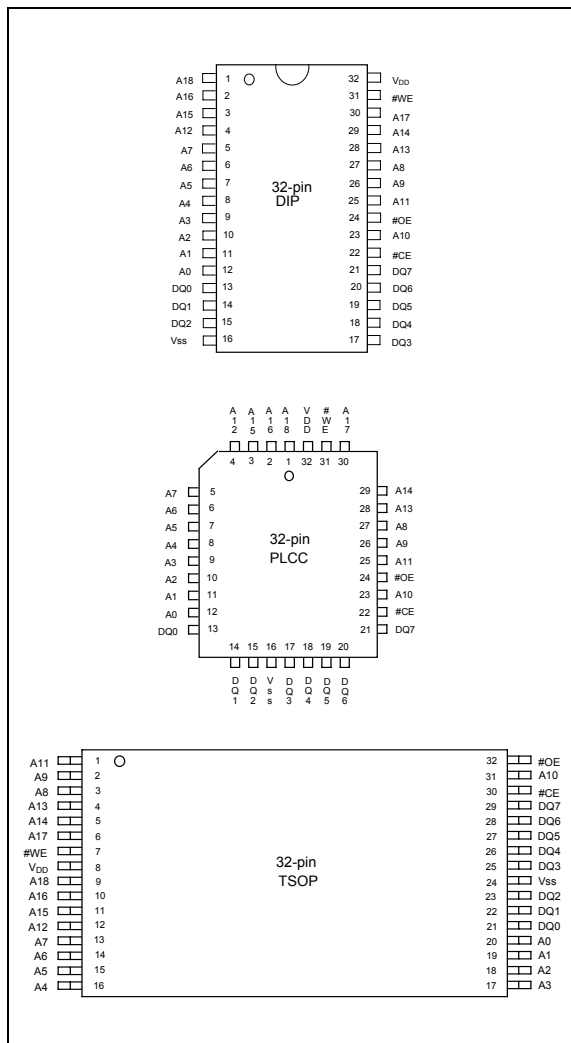 A18 1 32 VDD
A16 2 31 #WE
A15 3 30 A17
A12 4 29 A14
A7 5 28 A13
A6 6 27 A8
A5 7 26 A9
A4 8 25 A11
A3 9 24 #OE
A2 10 23 A10
A1 11 22 #CE
A0 12 21 DQ7
DQ0 13 20 DQ6
DQ1 14 19 DQ5
DQ2 15 18 DQ4
Vss 16 17 DQ3
32-pin
DIP
A12 A15 A16 A18 VDD #WE A17
4 3 2 1 32 31 30
A7 5 29 A14
A6 6 28 A13
A5 7 27 A8
A4 8 26 A9
A3 9 25 A11
A2 10 24 #OE
A1 11 23 A10
A0 12 22 #CE
DQ0 13 21 DQ7
32-pin
PLCC
14 15 16 17 18 19 20
DQ1 DQ2 Vss DQ3 DQ4 DQ5 DQ6
A11 1 32 #OE
A9 2 31 A10
A8 3 30 #CE
A13 4 29 DQ7
A14 5 28 DQ6
A17 6 27 DQ5
#WE 7 26 DQ4
VDD 8 25 DQ3
A18 9 24 Vss
A16 10 23 DQ2
A15 11 22 DQ1
A12 12 21 DQ0
A7 13 20 A0
A6 14 19 A1
A5 15 18 A2
A4 16 17 A3
32-pin
TSOP